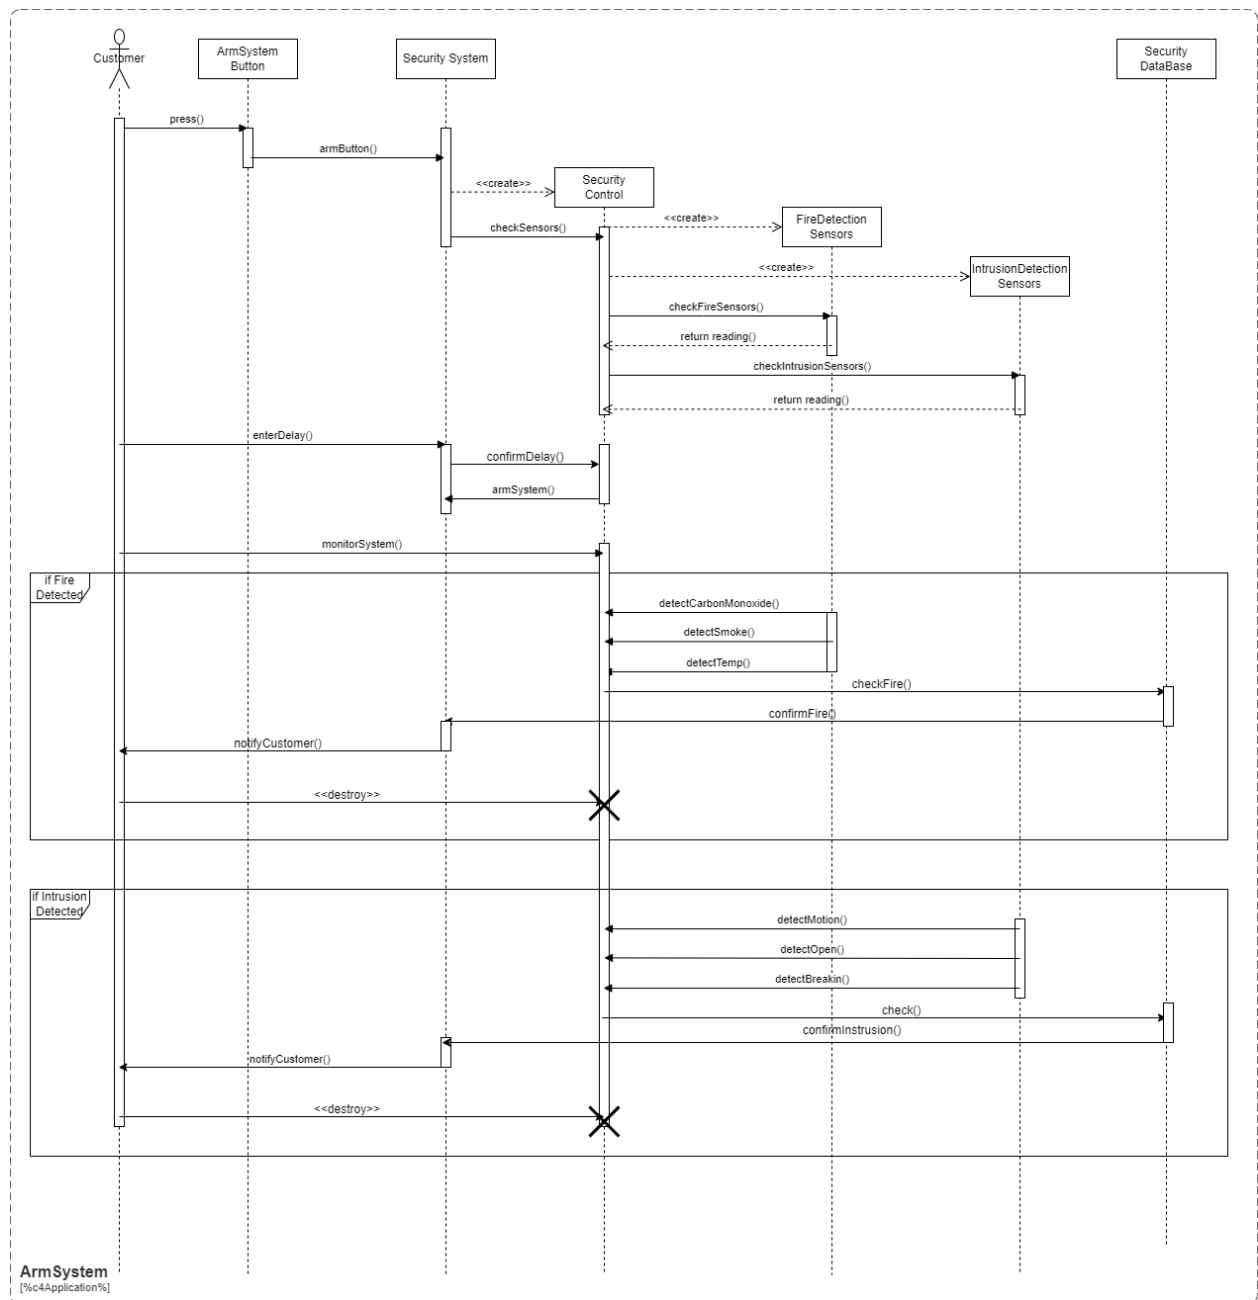 Customer
ArmSystem
Button
Security System
Security
DataBase
press()
armButton()
<<create>>
Security
Control
checkSensors()
<<create>>
FireDetection
Sensors
<<create>>
IntrusionDetection
Sensors
checkFireSensors()
return reading()
checkIntrusionSensors()
return reading()
enterDelay()
confirmDelay()
armSystem()
monitorSystem()
if Fire
Detected
detectCarbonMonoxide()
detectSmoke()
detectTemp()
checkFire()
confirmFire()
notifyCustomer()
<<destroy>>
if Intrusion
Detected
detectMotion()
detectOpen()
detectBreakin()
check()
confirmInstrusion()
notifyCustomer()
<<destroy>>
ArmSystem
[%c4Application%]